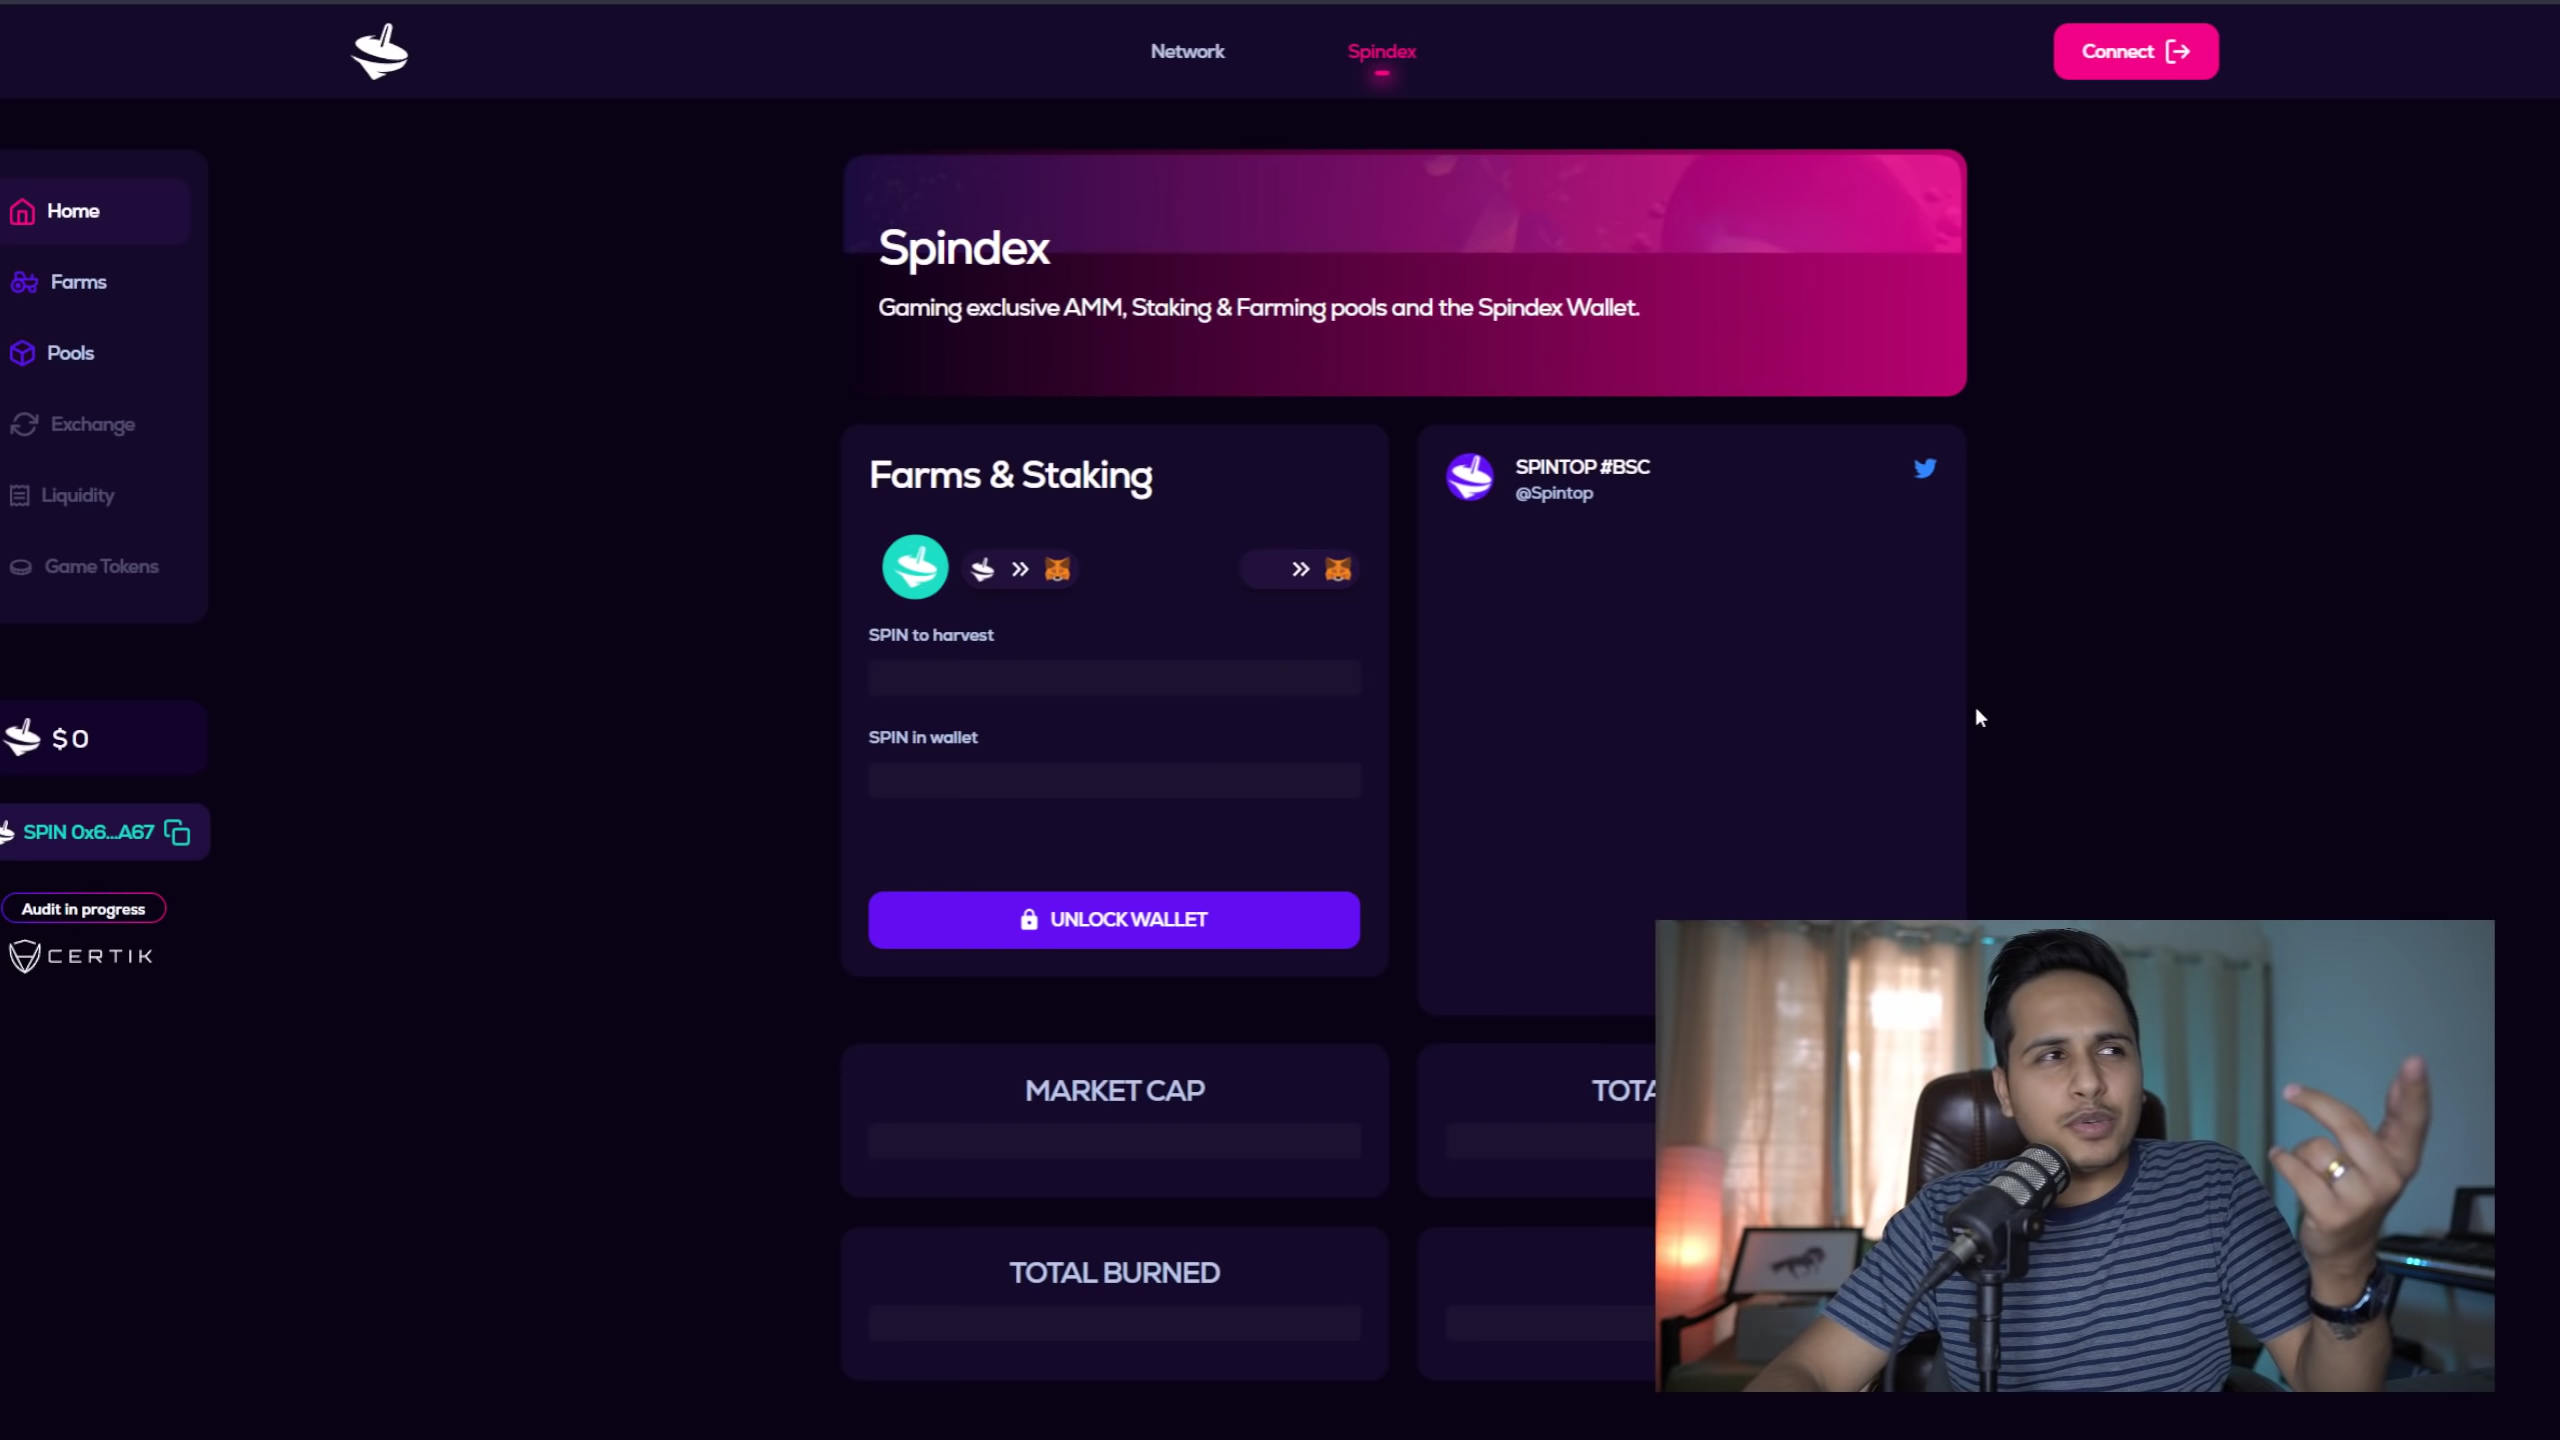 Network
Spindex
Connect
Home
Farms
Pools
Exchange
Liquidity
Game Tokens
$ 0
SPIN 0x6...A67
Audit in progress
CERTIK
Spindex
Gaming exclusive AMM, Staking & Farming pools and the Spindex Wallet.
Farms & Staking
SPIN to harvest
SPIN in wallet
UNLOCK WALLET
SPINTOP #BSC
@Spintop
MARKET CAP
TOTA
TOTAL BURNED